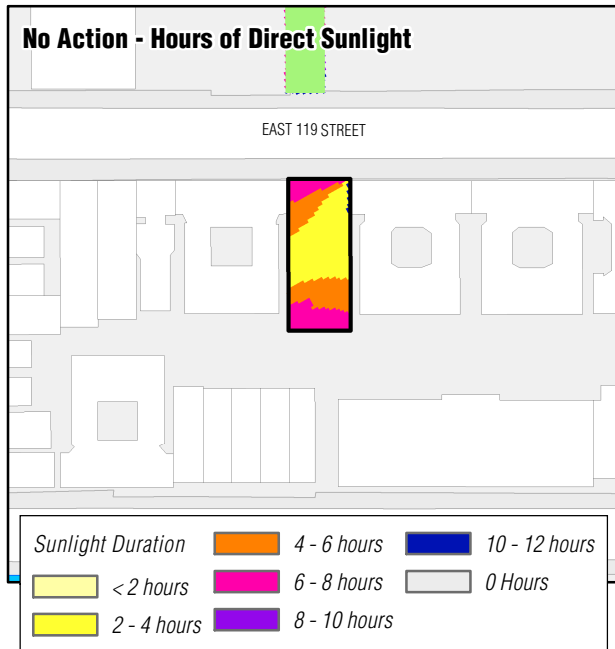 No Action - Hours of Direct Sunlight
EAST 119 STREET
Sunlight Duration
< 2 hours
2 - 4 hours
4 - 6 hours
6 - 8 hours
8 - 10 hours
10 - 12 hours
0 Hours